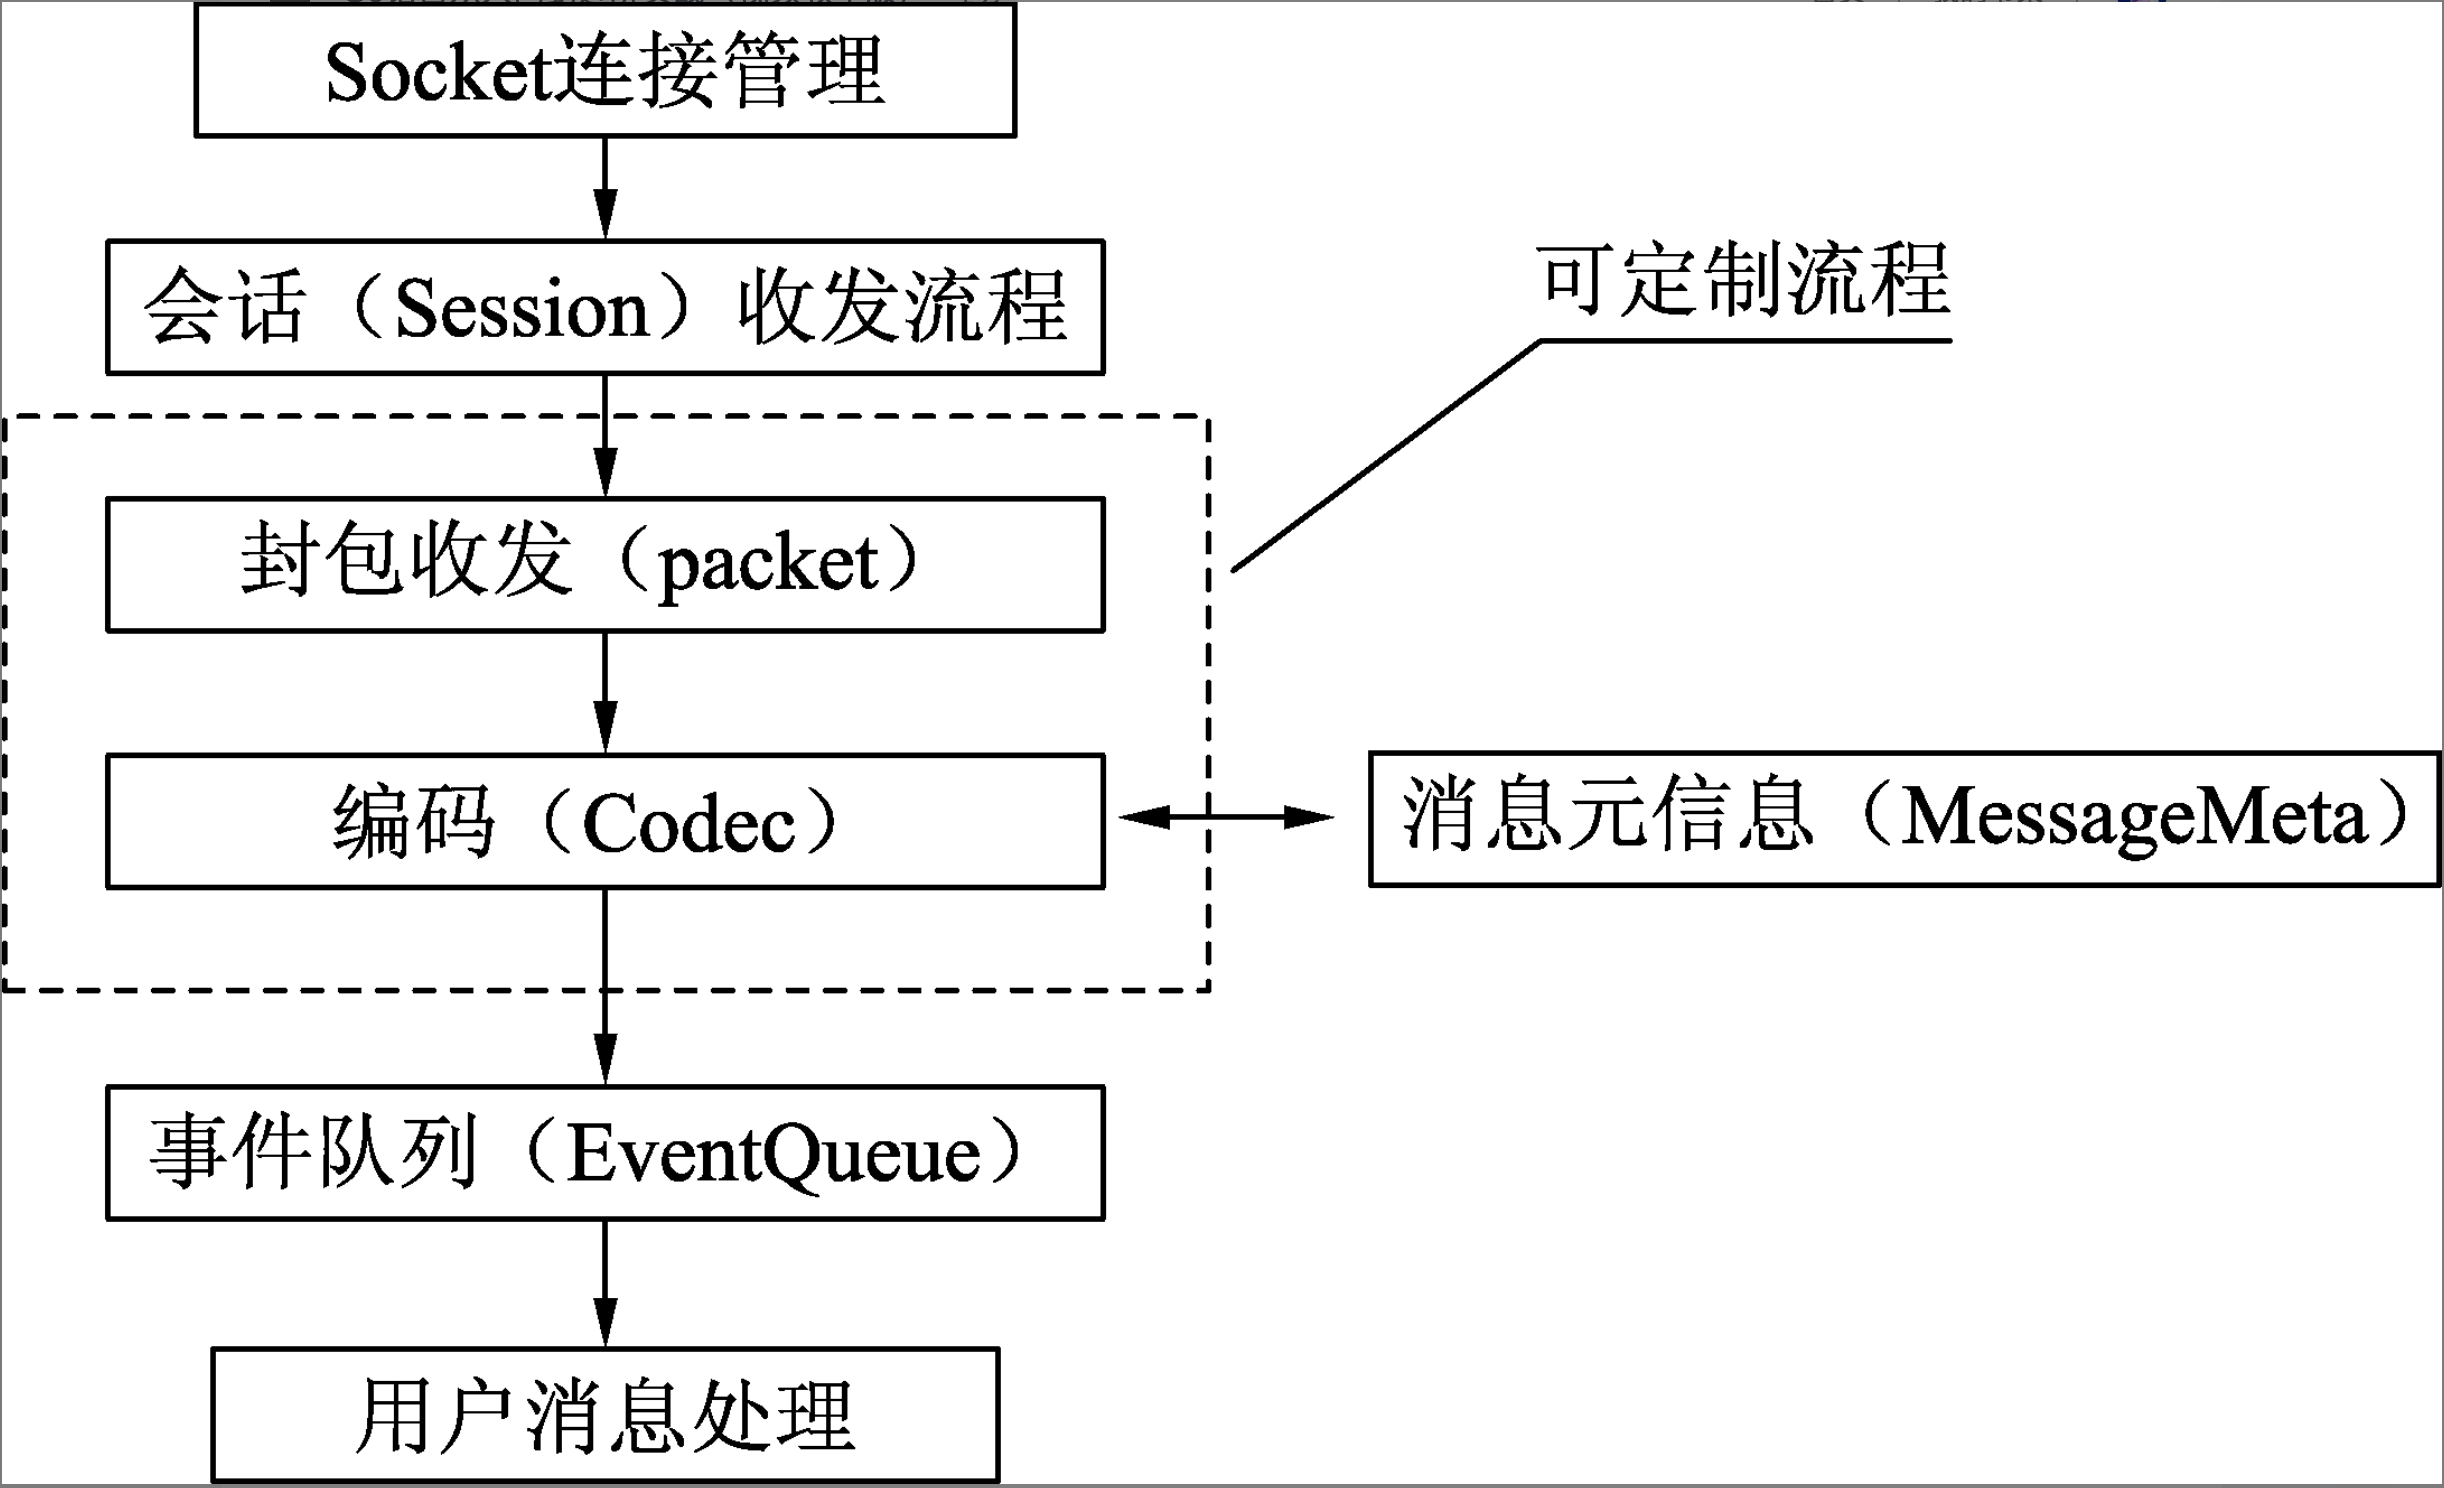 Socket连接管理
会话（Session）收发流程
可定制流程
封包收发（packet）
编码（Codec）
消息元信息（MessageMeta）
事件队列（EventQueue）
用户消息处理